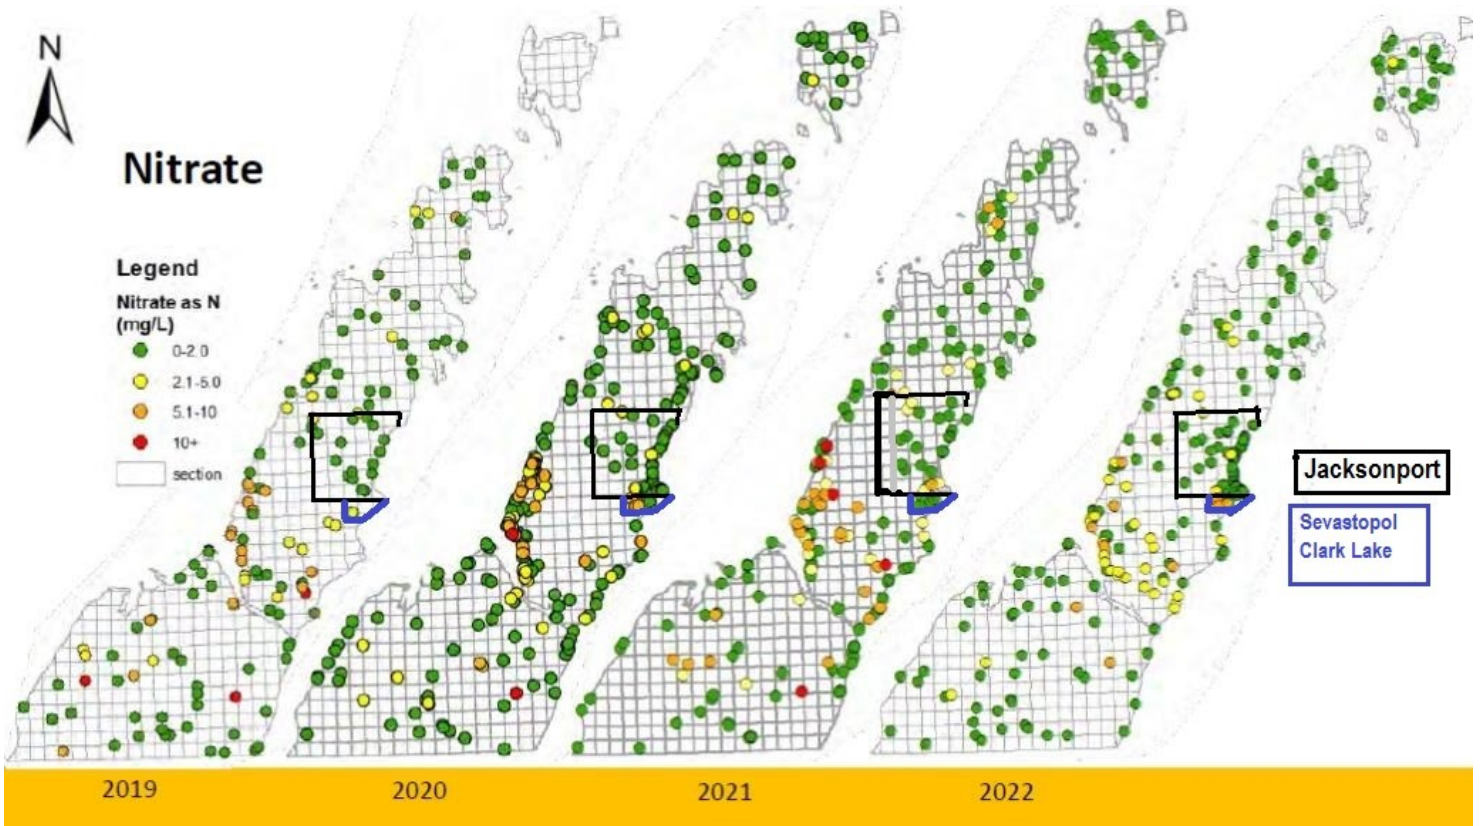 N
Nitrate
Legend
Nitrate as N
(mg/L)
0-2.0
2.1-5.0
5.1-10
10+
section
Jacksonport
Sevastopol
Clark Lake
2019
2020
2021
2022